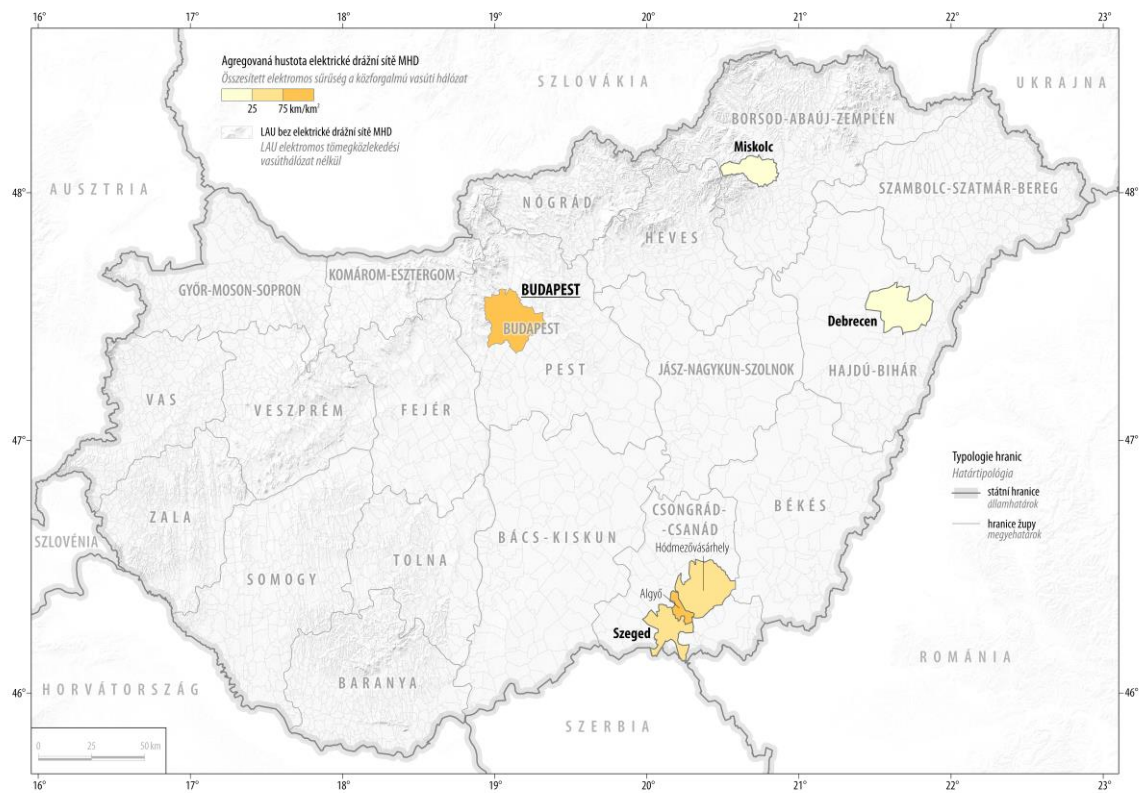 16° 17° 18° 19° 20° 21° 22° 23°
Agregovaná hustota elektrické drážní sítě MHD
Összesített elektromos sűrűség a közforgalmú vasúti hálózat
25 75 km/km²
LAU bez elektrické drážní sítě MHD
LAU elektromos tömegközlekedési
vasúthálózat nélkül
SZLOVÁKIA
UKRAJNA
BORSOD-ABAÚJ-ZEMPLÉN
Miskolc
AUSZTRIA
48° 48°
SZAMBOLC-SZATMÁR-BEREG
NÓGRÁD
HEVES
KOMÁROM-ESZTERGOM
GYŐR-MOSON-SOPRON
BUDAPEST
BUDAPEST
Debrecen
PEST
JÁSZ-NAGYKUN-SZOLNOK
HAJDÚ-BIHÁR
VAS
VESZPRÉM
FEJÉR
47° 47°
Typologie hranic
Határtipológia
státní hranice
államhatárok
hranice župy
megyehatárok
ZALA
SZLOVÉNIA
SOMOGY
TOLNA
BÁCS-KISKUN
CSONGRÁD-
-CSANÁD
BÉKÉS
Hódmezővásárhely
Algyő
Szeged
ROMÁNIA
HORVÁTORSZÁG
BARANYA
46° 46°
SZERBIA
0 25 50 km
16° 17° 18° 19° 20° 21° 22° 23°